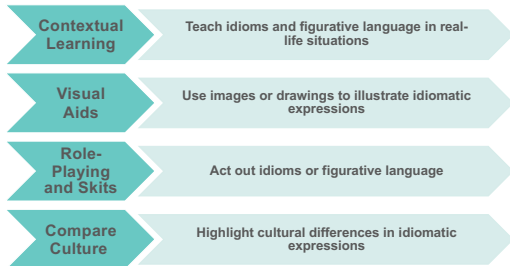 Contextual
Learning
Teach idioms and figurative language in real-
life situations
Visual
Aids
Use images or drawings to illustrate idiomatic
expressions
Role-
Playing
and Skits
Act out idioms or figurative language
Compare
Culture
Highlight cultural differences in idiomatic
expressions